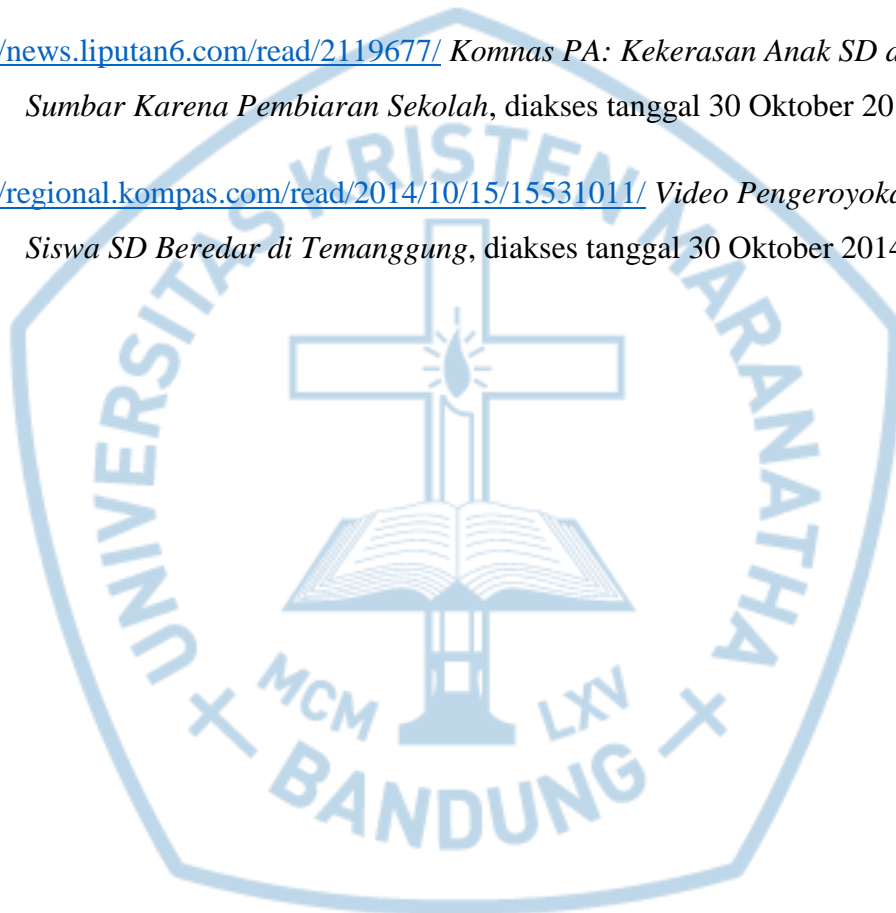 /news.liputan6.com/read/2119677/ Komnas PA: Kekerasan Anak SD
Sumbar Karena Pembiaran Sekolah, diakses tanggal 30 Oktober 20
/regional.kompas.com/read/2014/10/15/15531011/ Video Pengeroyoka
Siswa SD Beredar di Temanggung, diakses tanggal 30 Oktober 2014
UNIVERSITAS KRISTEN MARANATHA
MCM LXV
BANDUNG